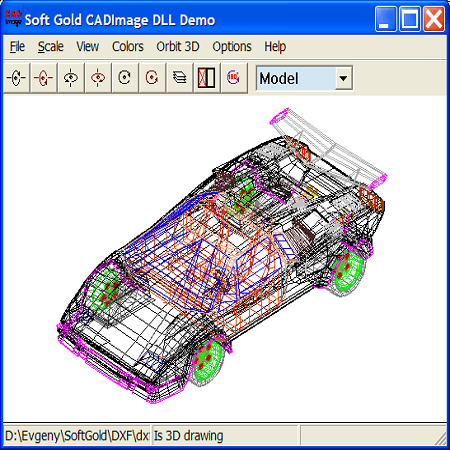 Soft Gold CADImage DLL Demo
File Scale View Colors Orbit 3D Options Help
Model
D:\Evgeny\SoftGold\DXF\dx Is 3D drawing